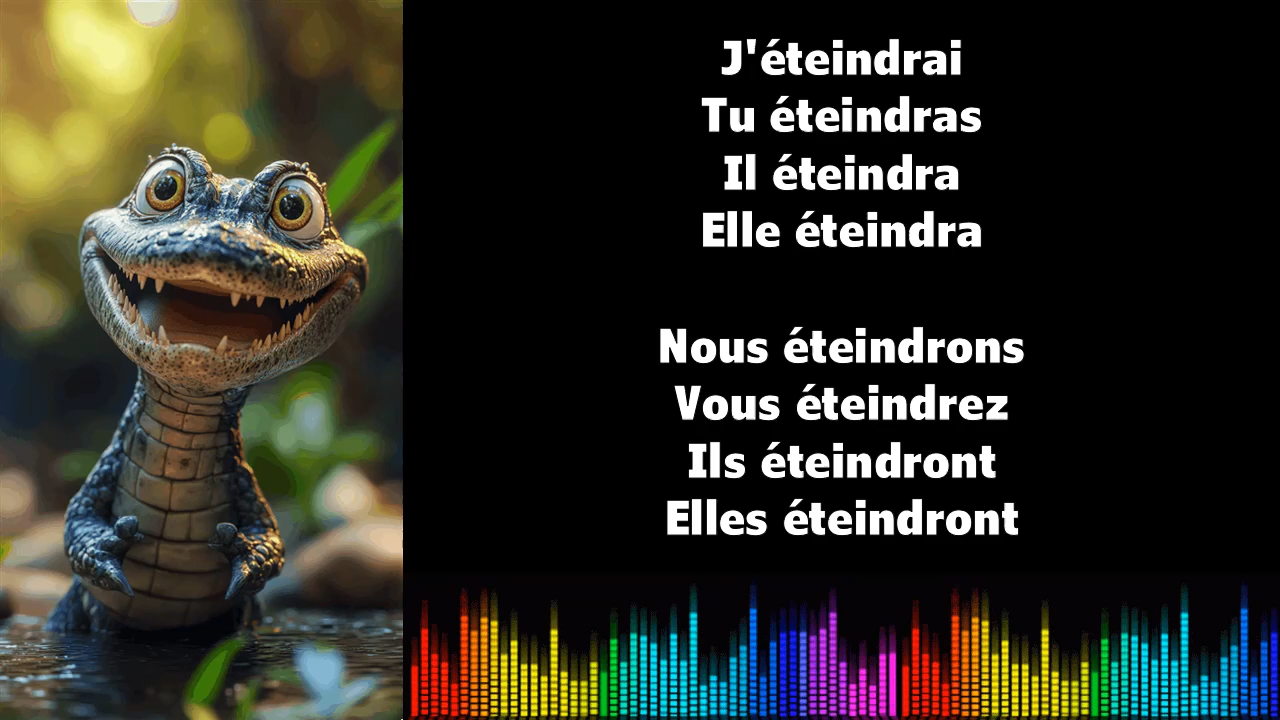 J'éteindrai
Tu éteindras
Il éteindra
Elle éteindra
Nous éteindrons
Vous éteindrez
Ils éteindront
Elles éteindront